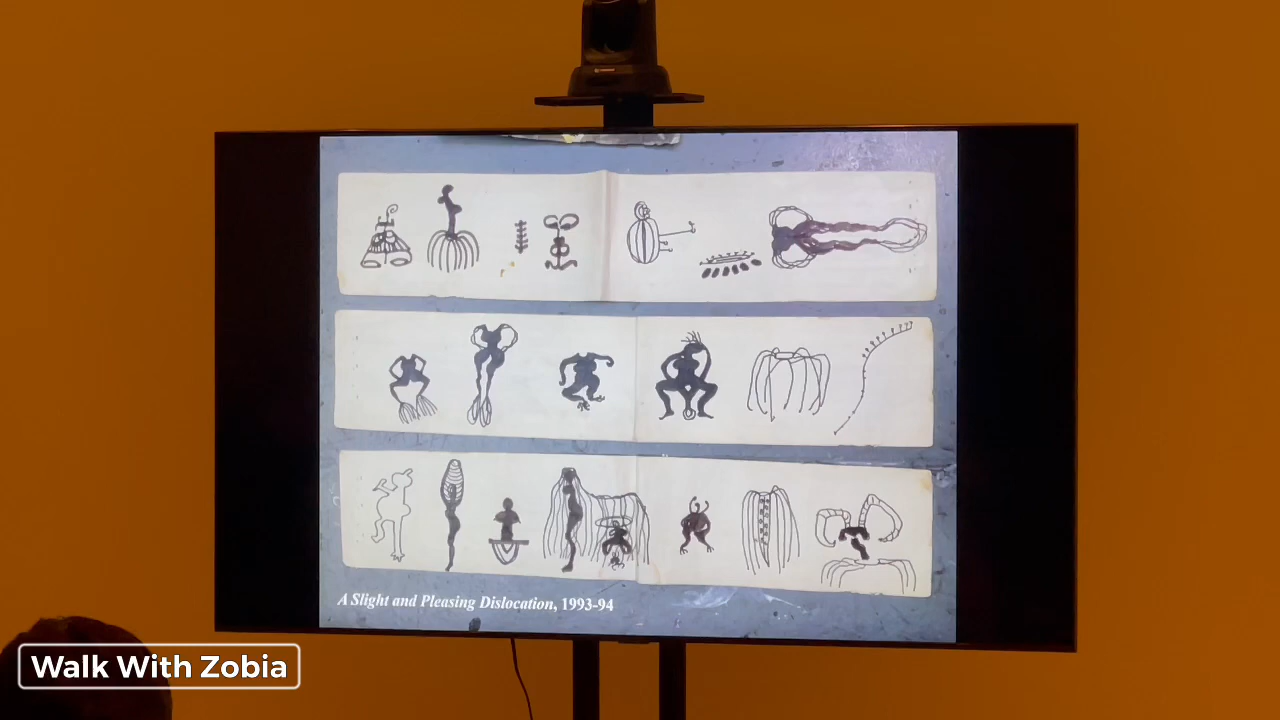 A Slight and Pleasing Dislocation, 1993-94
Walk With Zobia